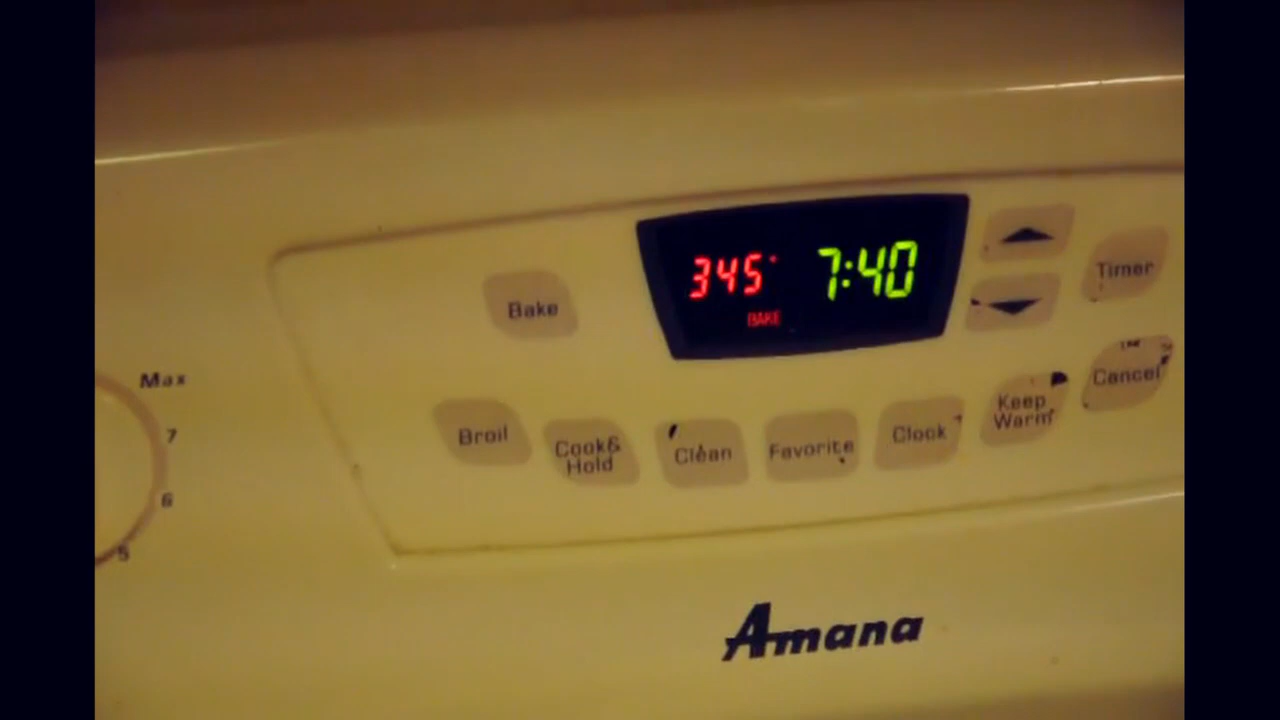 345° 7:40
BAKE
Bake
Timer
Max
7
6
5
Broil
Cook&
Hold
Clean
Favorite
Clock
Keep
Warm
Cancel
Amana